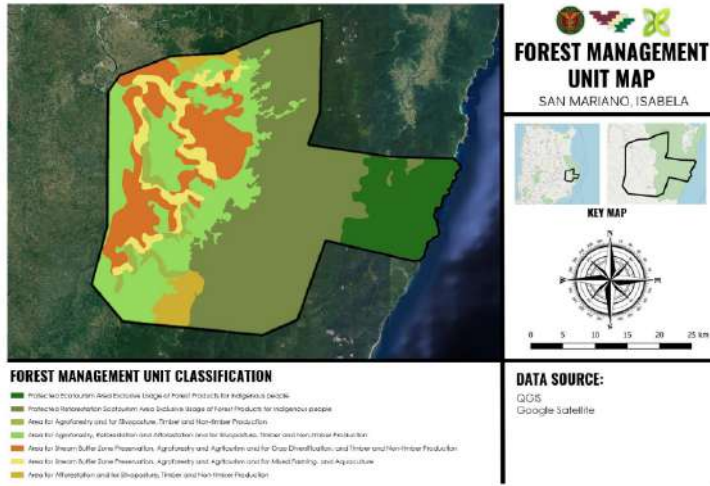 FOREST MANAGEMENT
UNIT MAP
SAN MARIANO, ISABELA
KEY MAP
N
0 5 10 15 20 25 km
FOREST MANAGEMENT UNIT CLASSIFICATION
Protected Ecotourism Area Exclusive Usage of Forest Products for Indigenous people
Protected Reforestation Ecotourism Area Exclusive Usage of Forest Products for Indigenous people
Area for Agroforestry and for Silvopasture, Timber and Non-timber Production
Area for Agroforestry, Reforestation and Afforestation and for Silvopasture, Timber and Non-timber Production
Area for Stream Buffer Zone Preservation, Agroforestry and Agrifustion and for Crop Diversification, and Timber and Non-timber Production
Area for Stream Buffer Zone Preservation, Agroforestry and Agrifustion and for Mixed Farming, and Aquaculture
Area for Afforestation and for Silvopasture, Timber and Non-timber Production
DATA SOURCE:
QGIS
Google Satellite